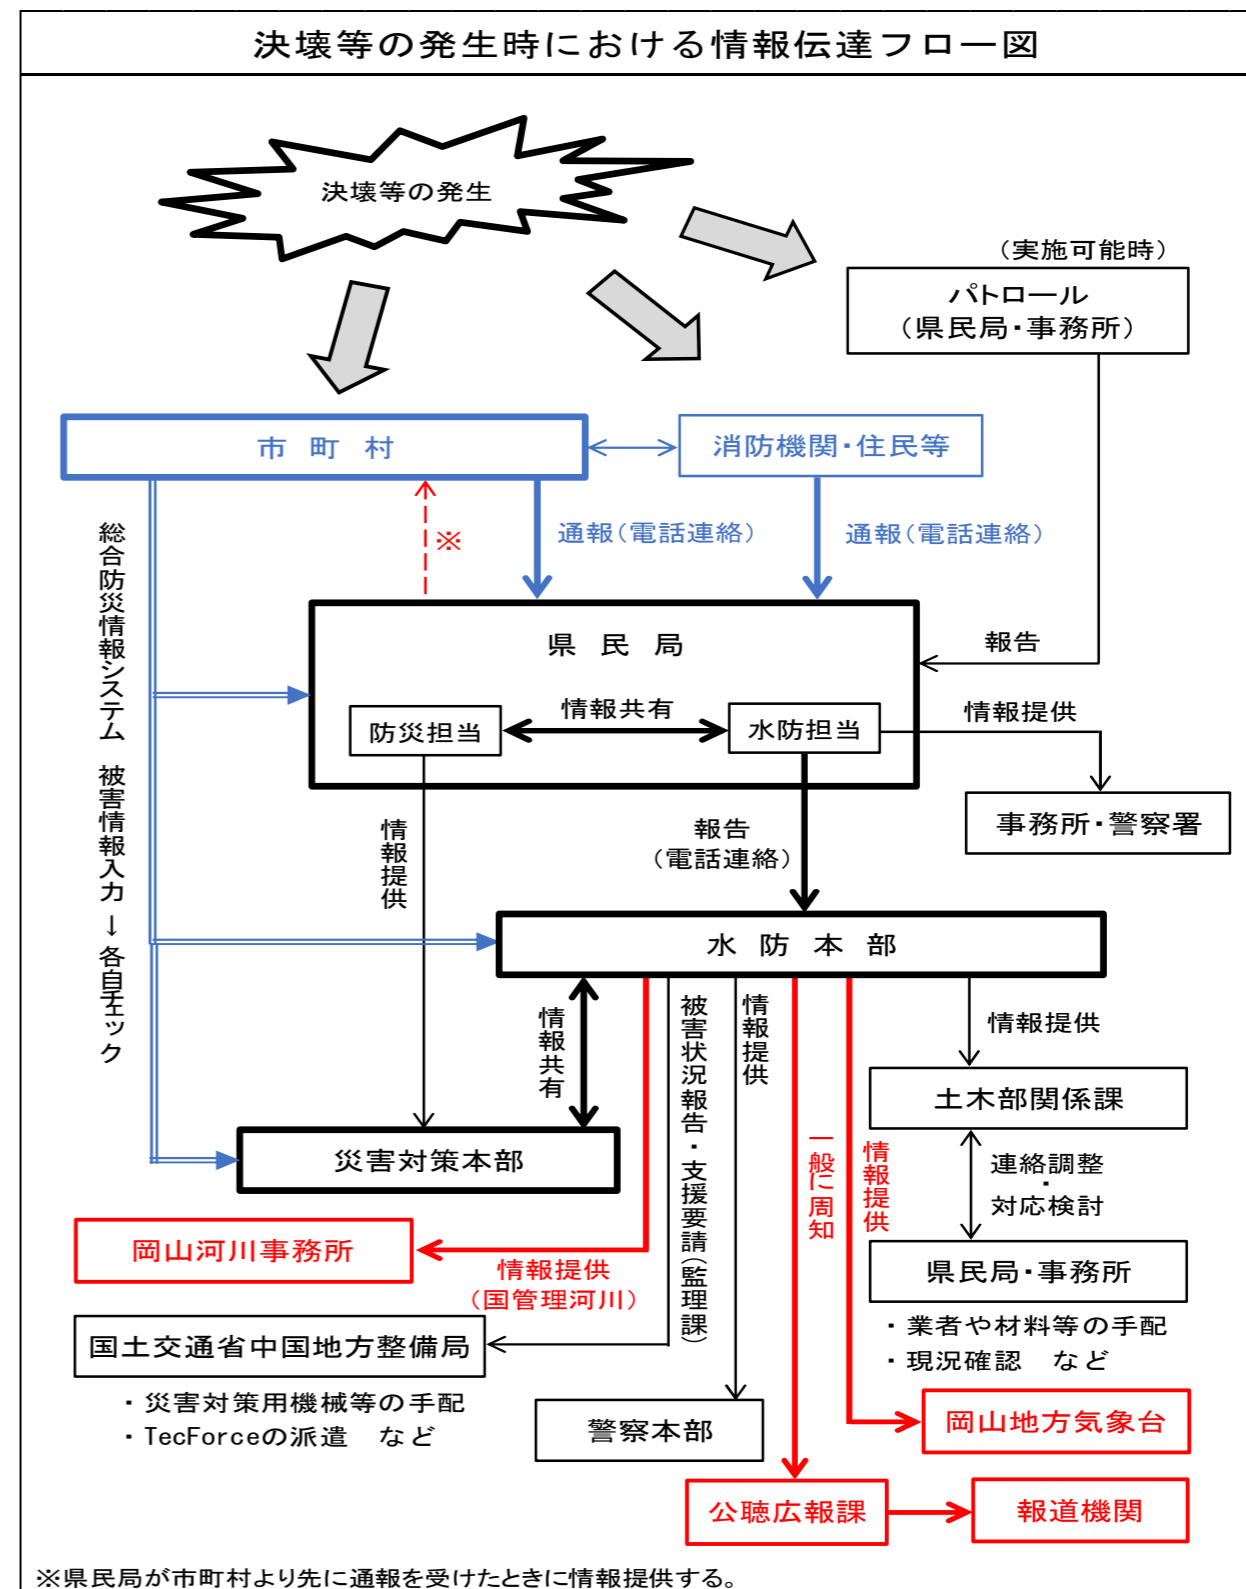 決壊等の発生時における情報伝達フロー図
決壊等の発生
（実施可能時）
パトロール
（県民局・事務所）
市町村
消防機関・住民等
※
通報（電話連絡）
通報（電話連絡）
総合防災情報システム　被害情報入力→各自チェック
県民局
報告
防災担当
情報共有
水防担当
情報提供
事務所・警察署
情報提供
報告
（電話連絡）
水防本部
情報共有
被害状況報告・支援要請（監理課）
情報提供
一般に周知
情報提供
情報提供
土木部関係課
災害対策本部
連絡調整
・
対応検討
岡山河川事務所
情報提供
（国管理河川）
県民局・事務所
・業者や材料等の手配
・現況確認　など
国土交通省中国地方整備局
・災害対策用機械等の手配
・TecForceの派遣　など
警察本部
岡山地方気象台
公聴広報課
報道機関
※県民局が市町村より先に通報を受けたときに情報提供する。